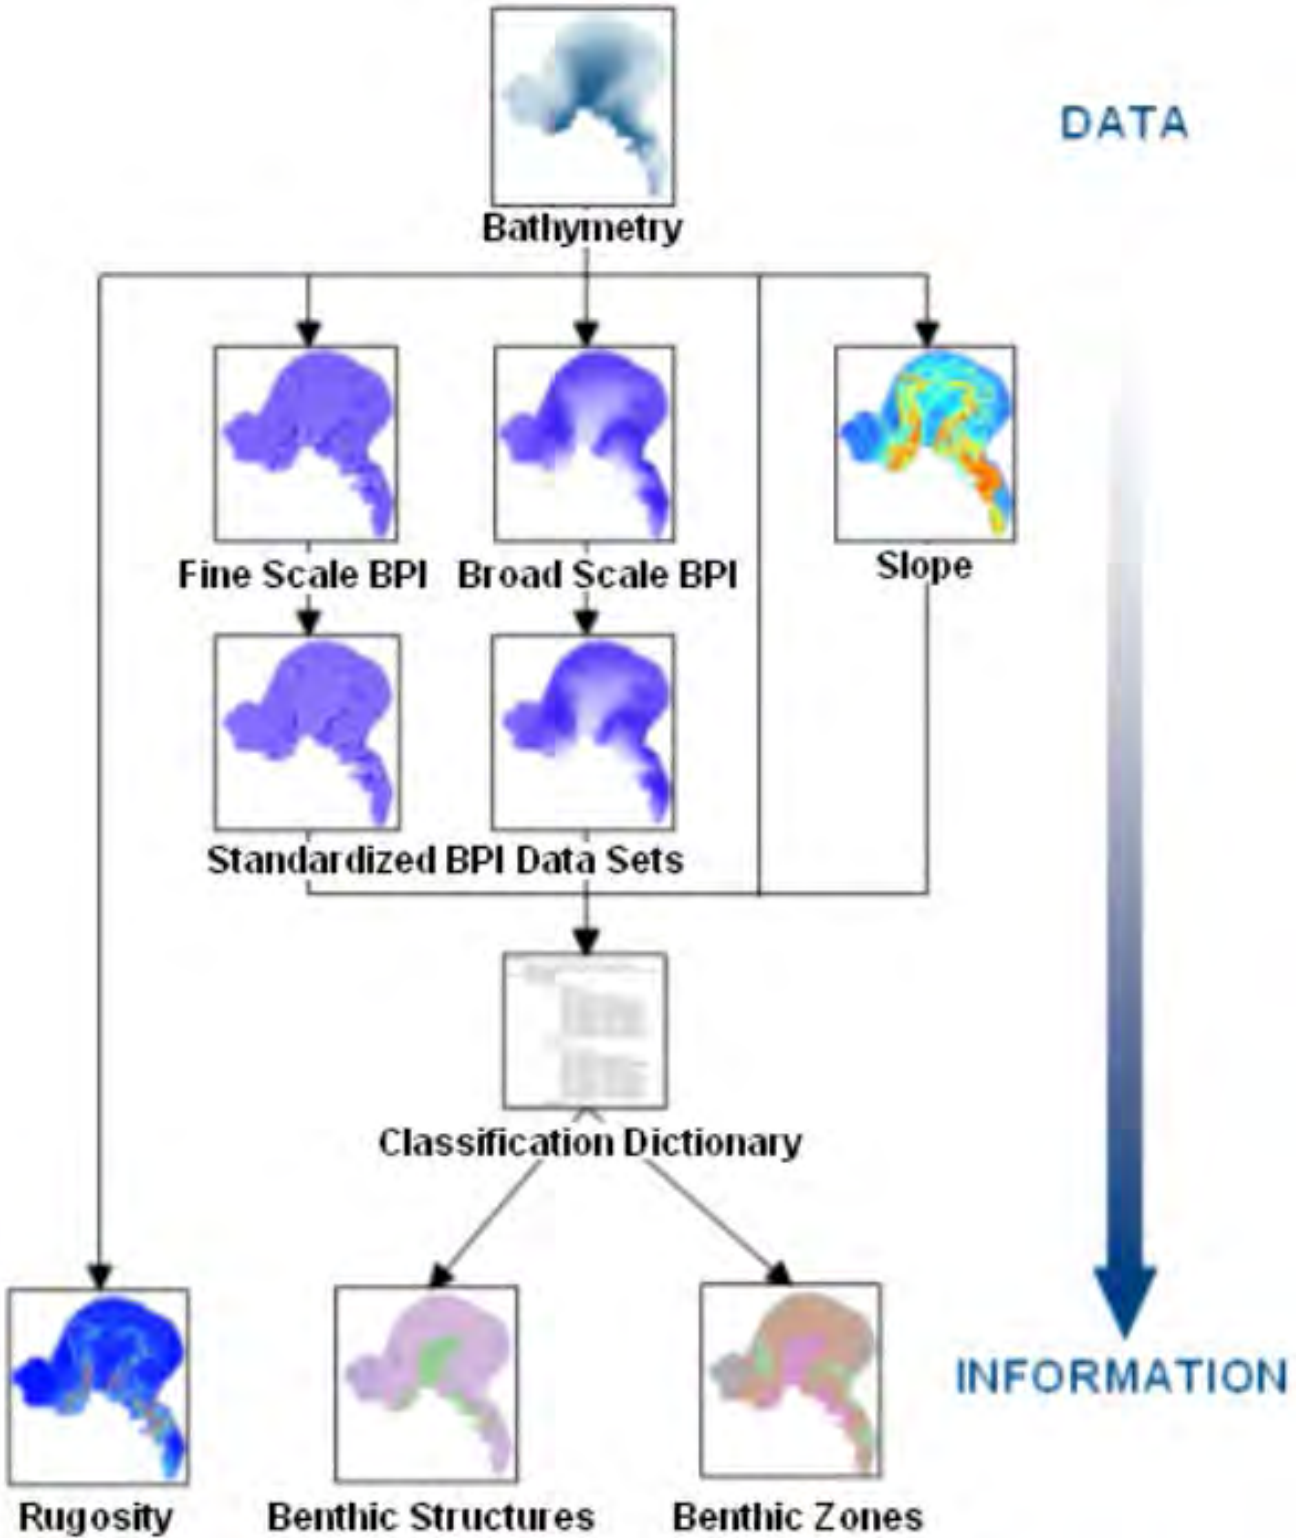 DATA
Bathymetry
Fine Scale BPI
Broad Scale BPI
Slope
Standardized BPI Data Sets
Classification Dictionary
INFORMATION
Rugosity
Benthic Structures
Benthic Zones